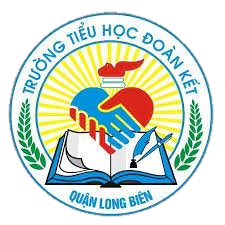 TRƯỜNG TIỂU HỌC ĐOÀN KẾT
QUẬN LONG BIÊN